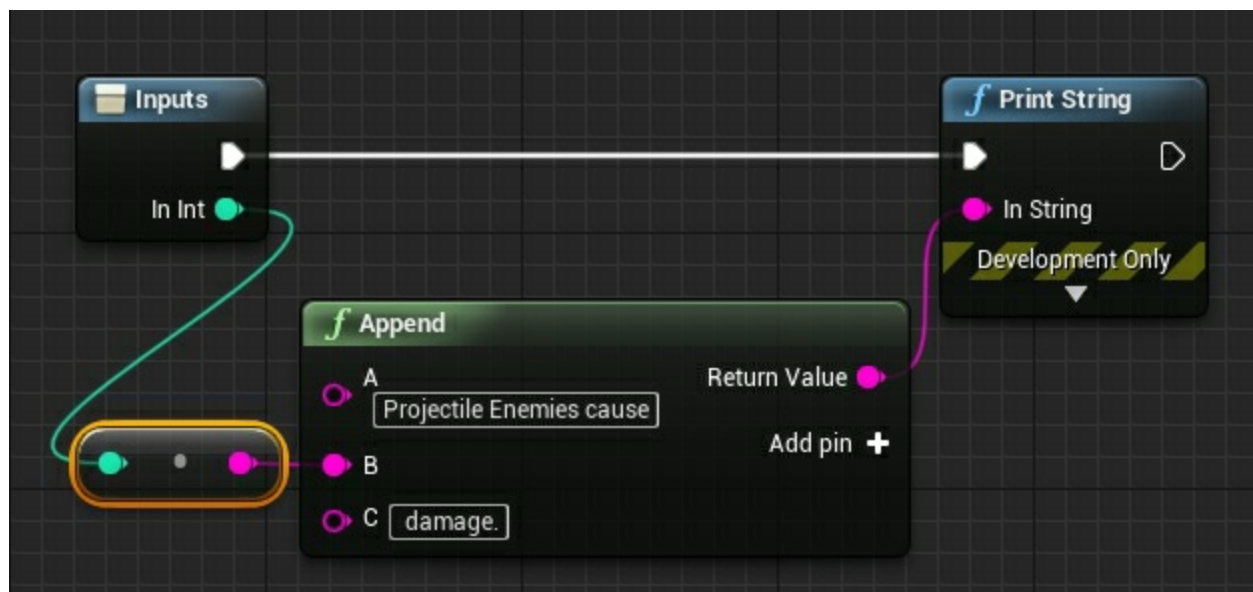 Inputs
In Int
f Print String
In String
Development Only
f Append
A
Projectile Enemies cause
Return Value
Add pin +
B
C damage.